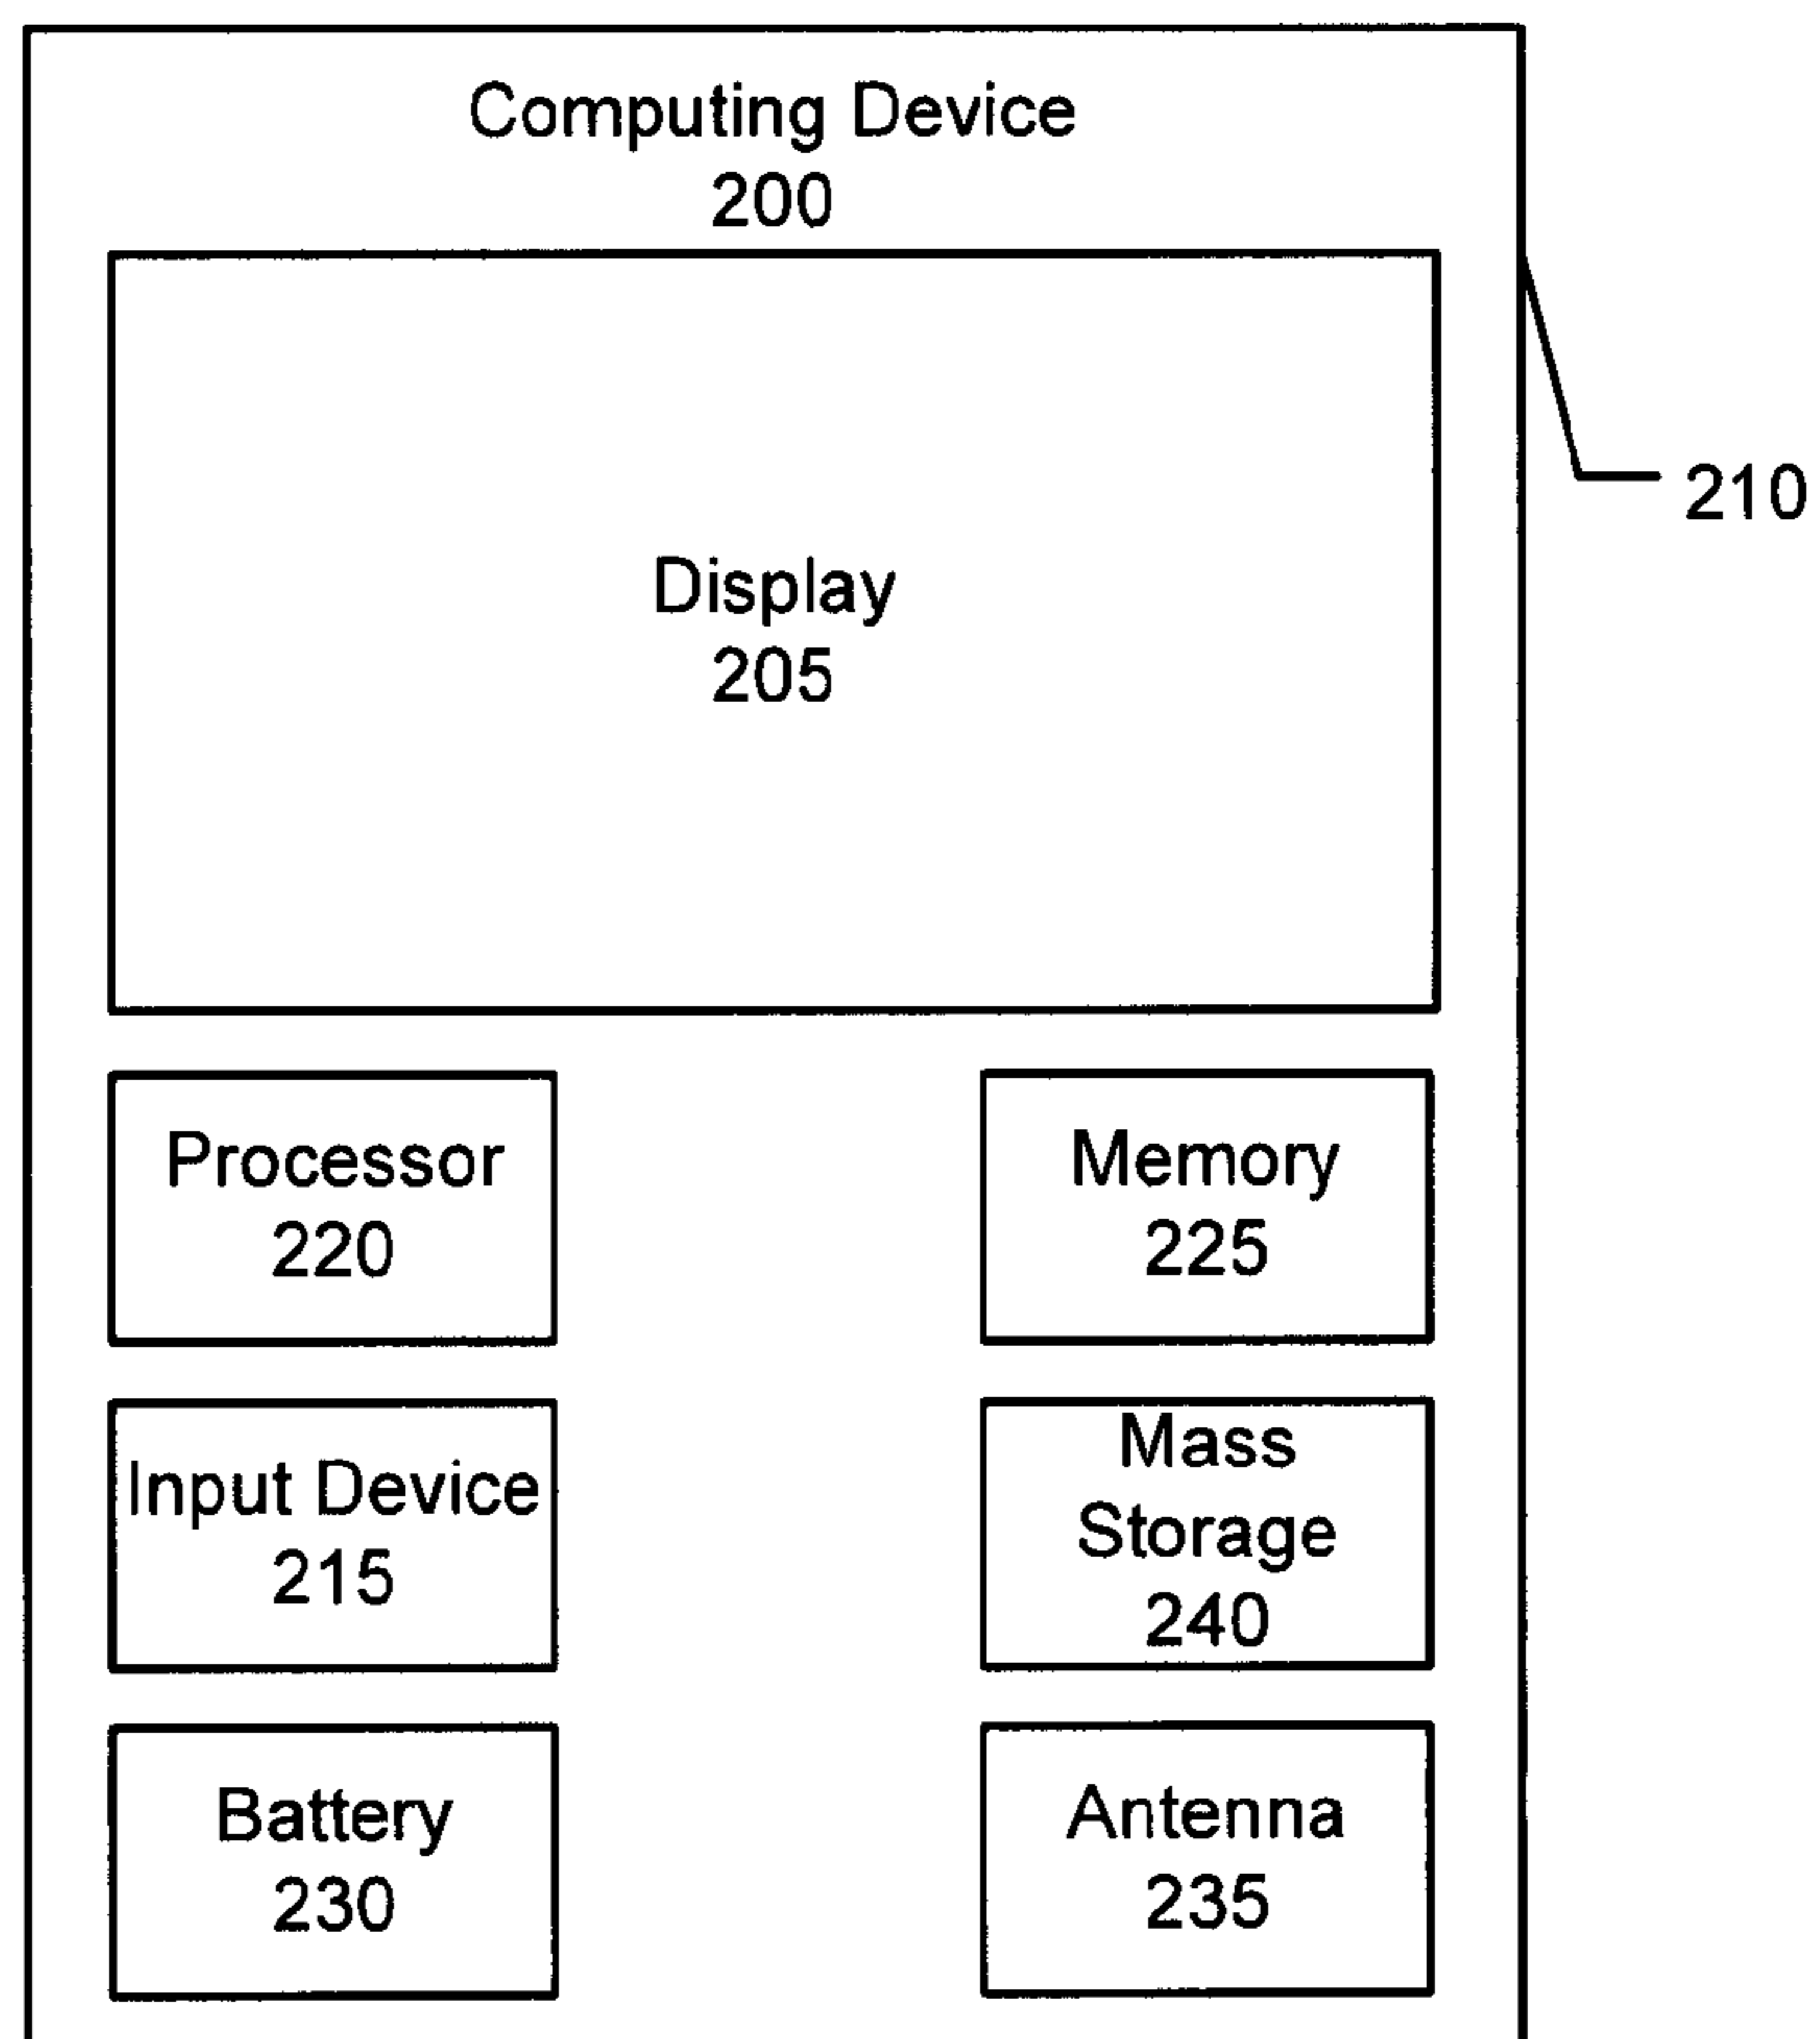 Computing Device
200
210
Display
205
Processor
220
Memory
225
Input Device
215
Mass
Storage
240
Battery
230
Antenna
235